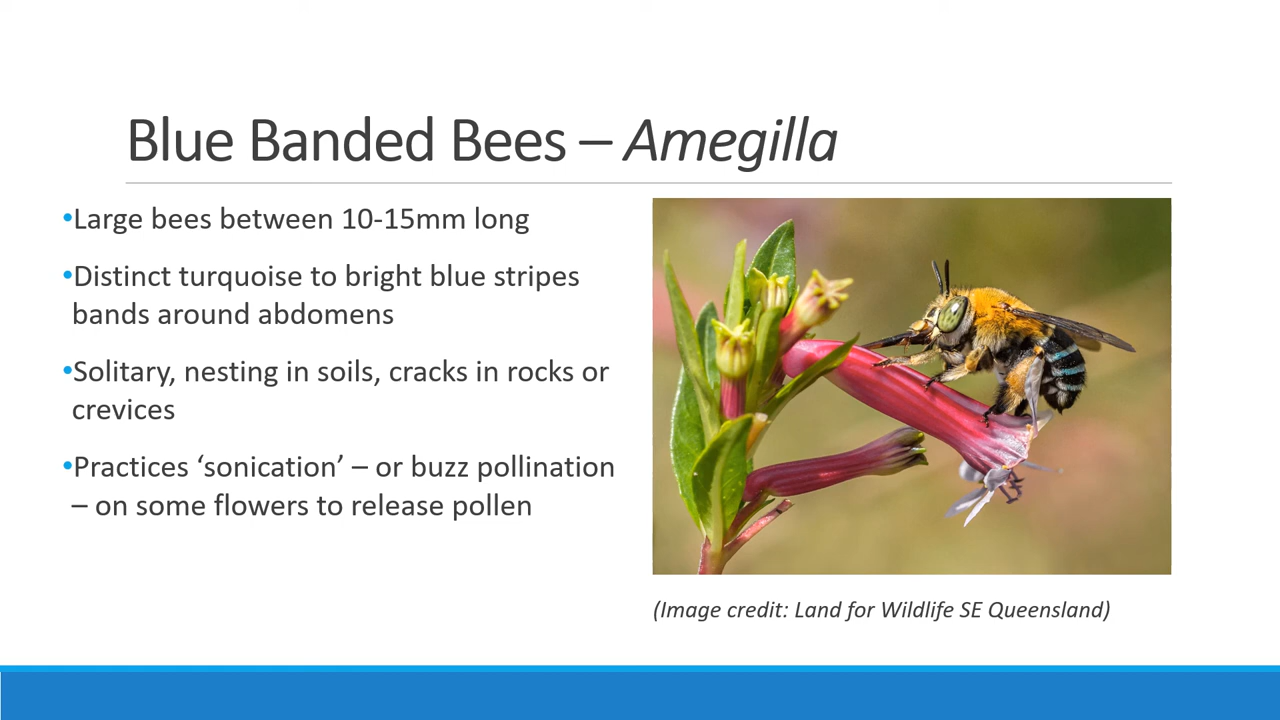 Blue Banded Bees – Amegilla
•Large bees between 10-15mm long
•Distinct turquoise to bright blue stripes
bands around abdomens
•Solitary, nesting in soils, cracks in rocks or
crevices
•Practices ‘sonication’ – or buzz pollination
– on some flowers to release pollen
(Image credit: Land for Wildlife SE Queensland)